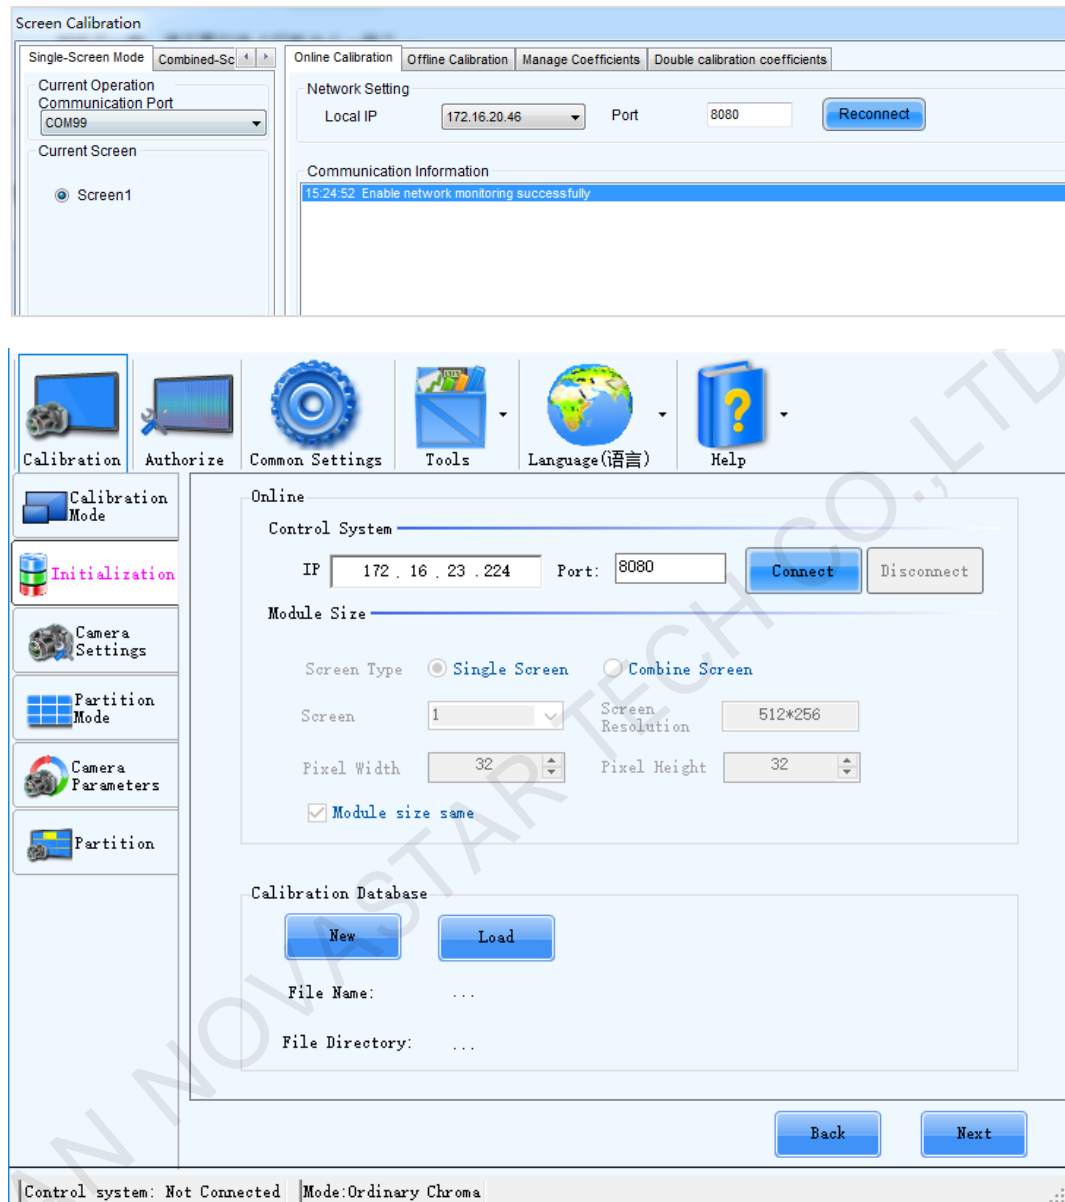 Screen Calibration
Single-Screen Mode Combined-Sc
Online Calibration Offline Calibration Manage Coefficients Double calibration coefficients
Current Operation
Communication Port
COM99
Current Screen
Screen1
Network Setting
Local IP 172.16.20.46 Port 8080 Reconnect
Communication Information
15:24:52 Enable network monitoring successfully
Calibration Authorize Common Settings Tools Language(语言) Help
Calibration
Mode
Initialization
Camera
Settings
Partition
Mode
Camera
Parameters
Partition
Online
Control System
IP 172 . 16 . 23 . 224 Port: 8080 Connect Disconnect
Module Size
Screen Type Single Screen Combine Screen
Screen 1 Screen
Resolution 512*256
Pixel Width 32 Pixel Height 32
Module size same
Calibration Database
New Load
File Name: ...
File Directory: ...
Back Next
Control system: Not Connected Mode:Ordinary Chroma
AN NOVASTAR TECH CO.,LTD